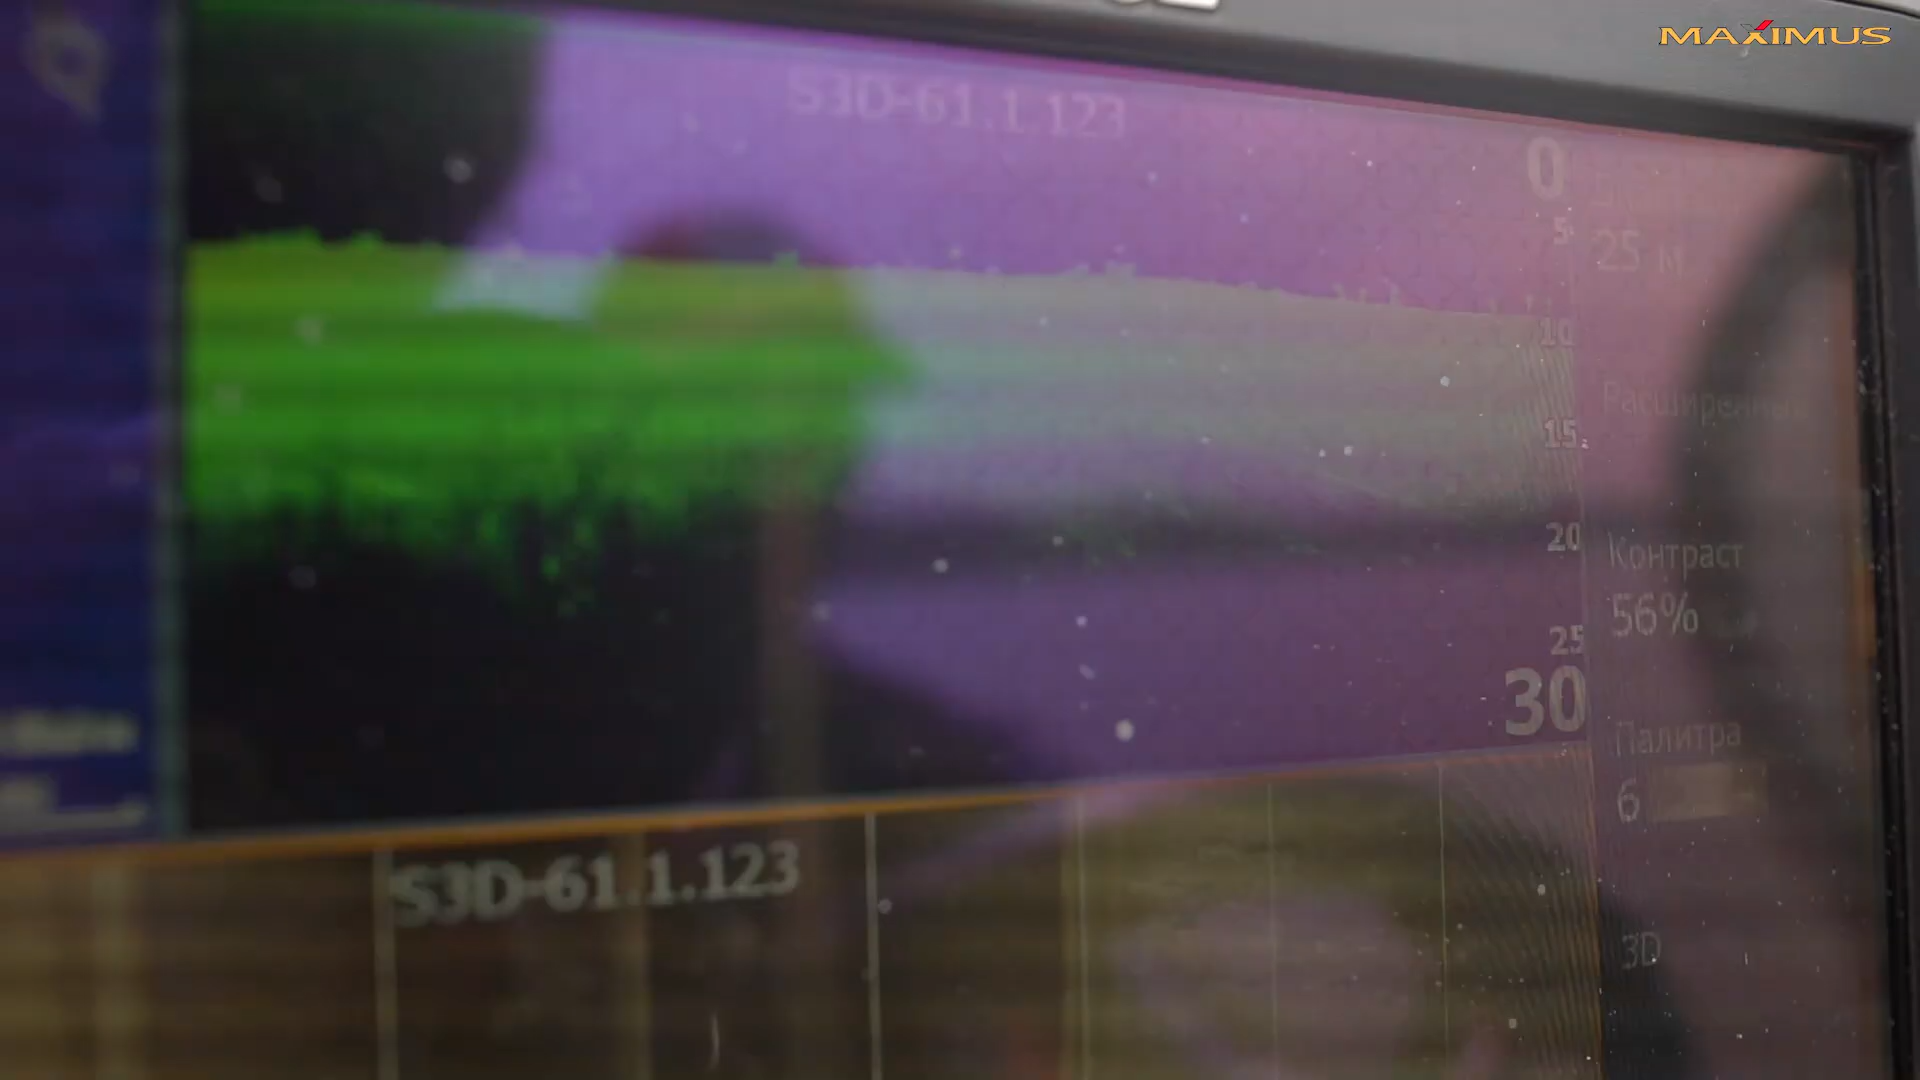 MAXIMUS
S3D-61.1.123
0
5
25 м
10
Расширенные
15
20
Контраст
56%
25
30
Палитра
6
S3D-61.1.123
3D